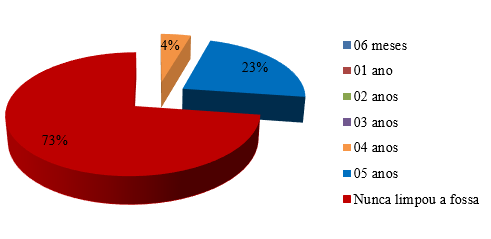 4%
23%
73%
06 meses
01 ano
02 anos
03 anos
04 anos
05 anos
Nunca limpou a fossa